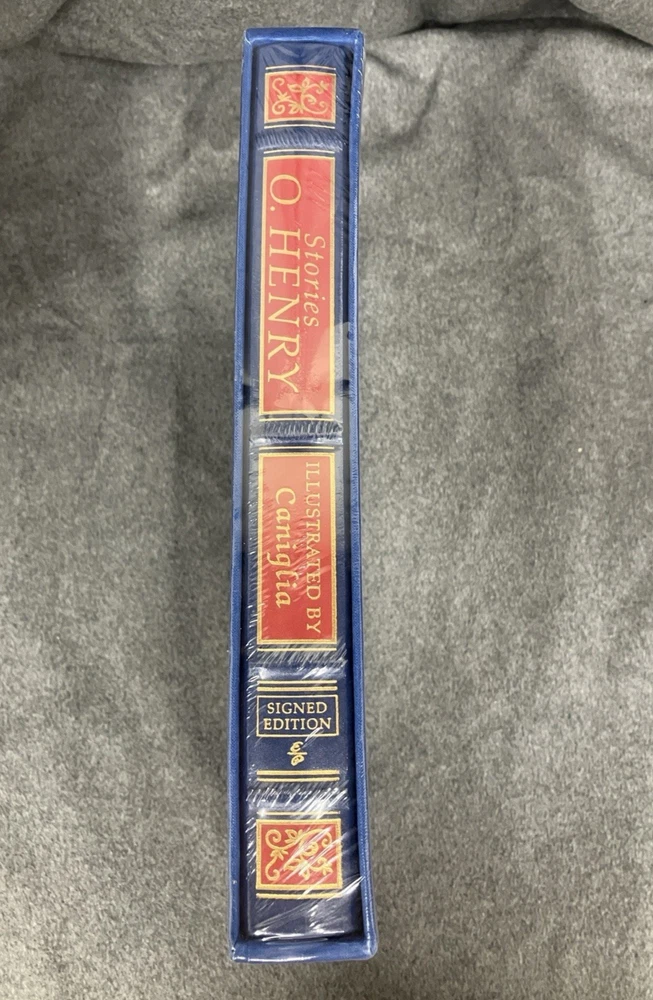 Stories
O. HENRY
ILLUSTRATED BY
Caniglia
SIGNED
EDITION